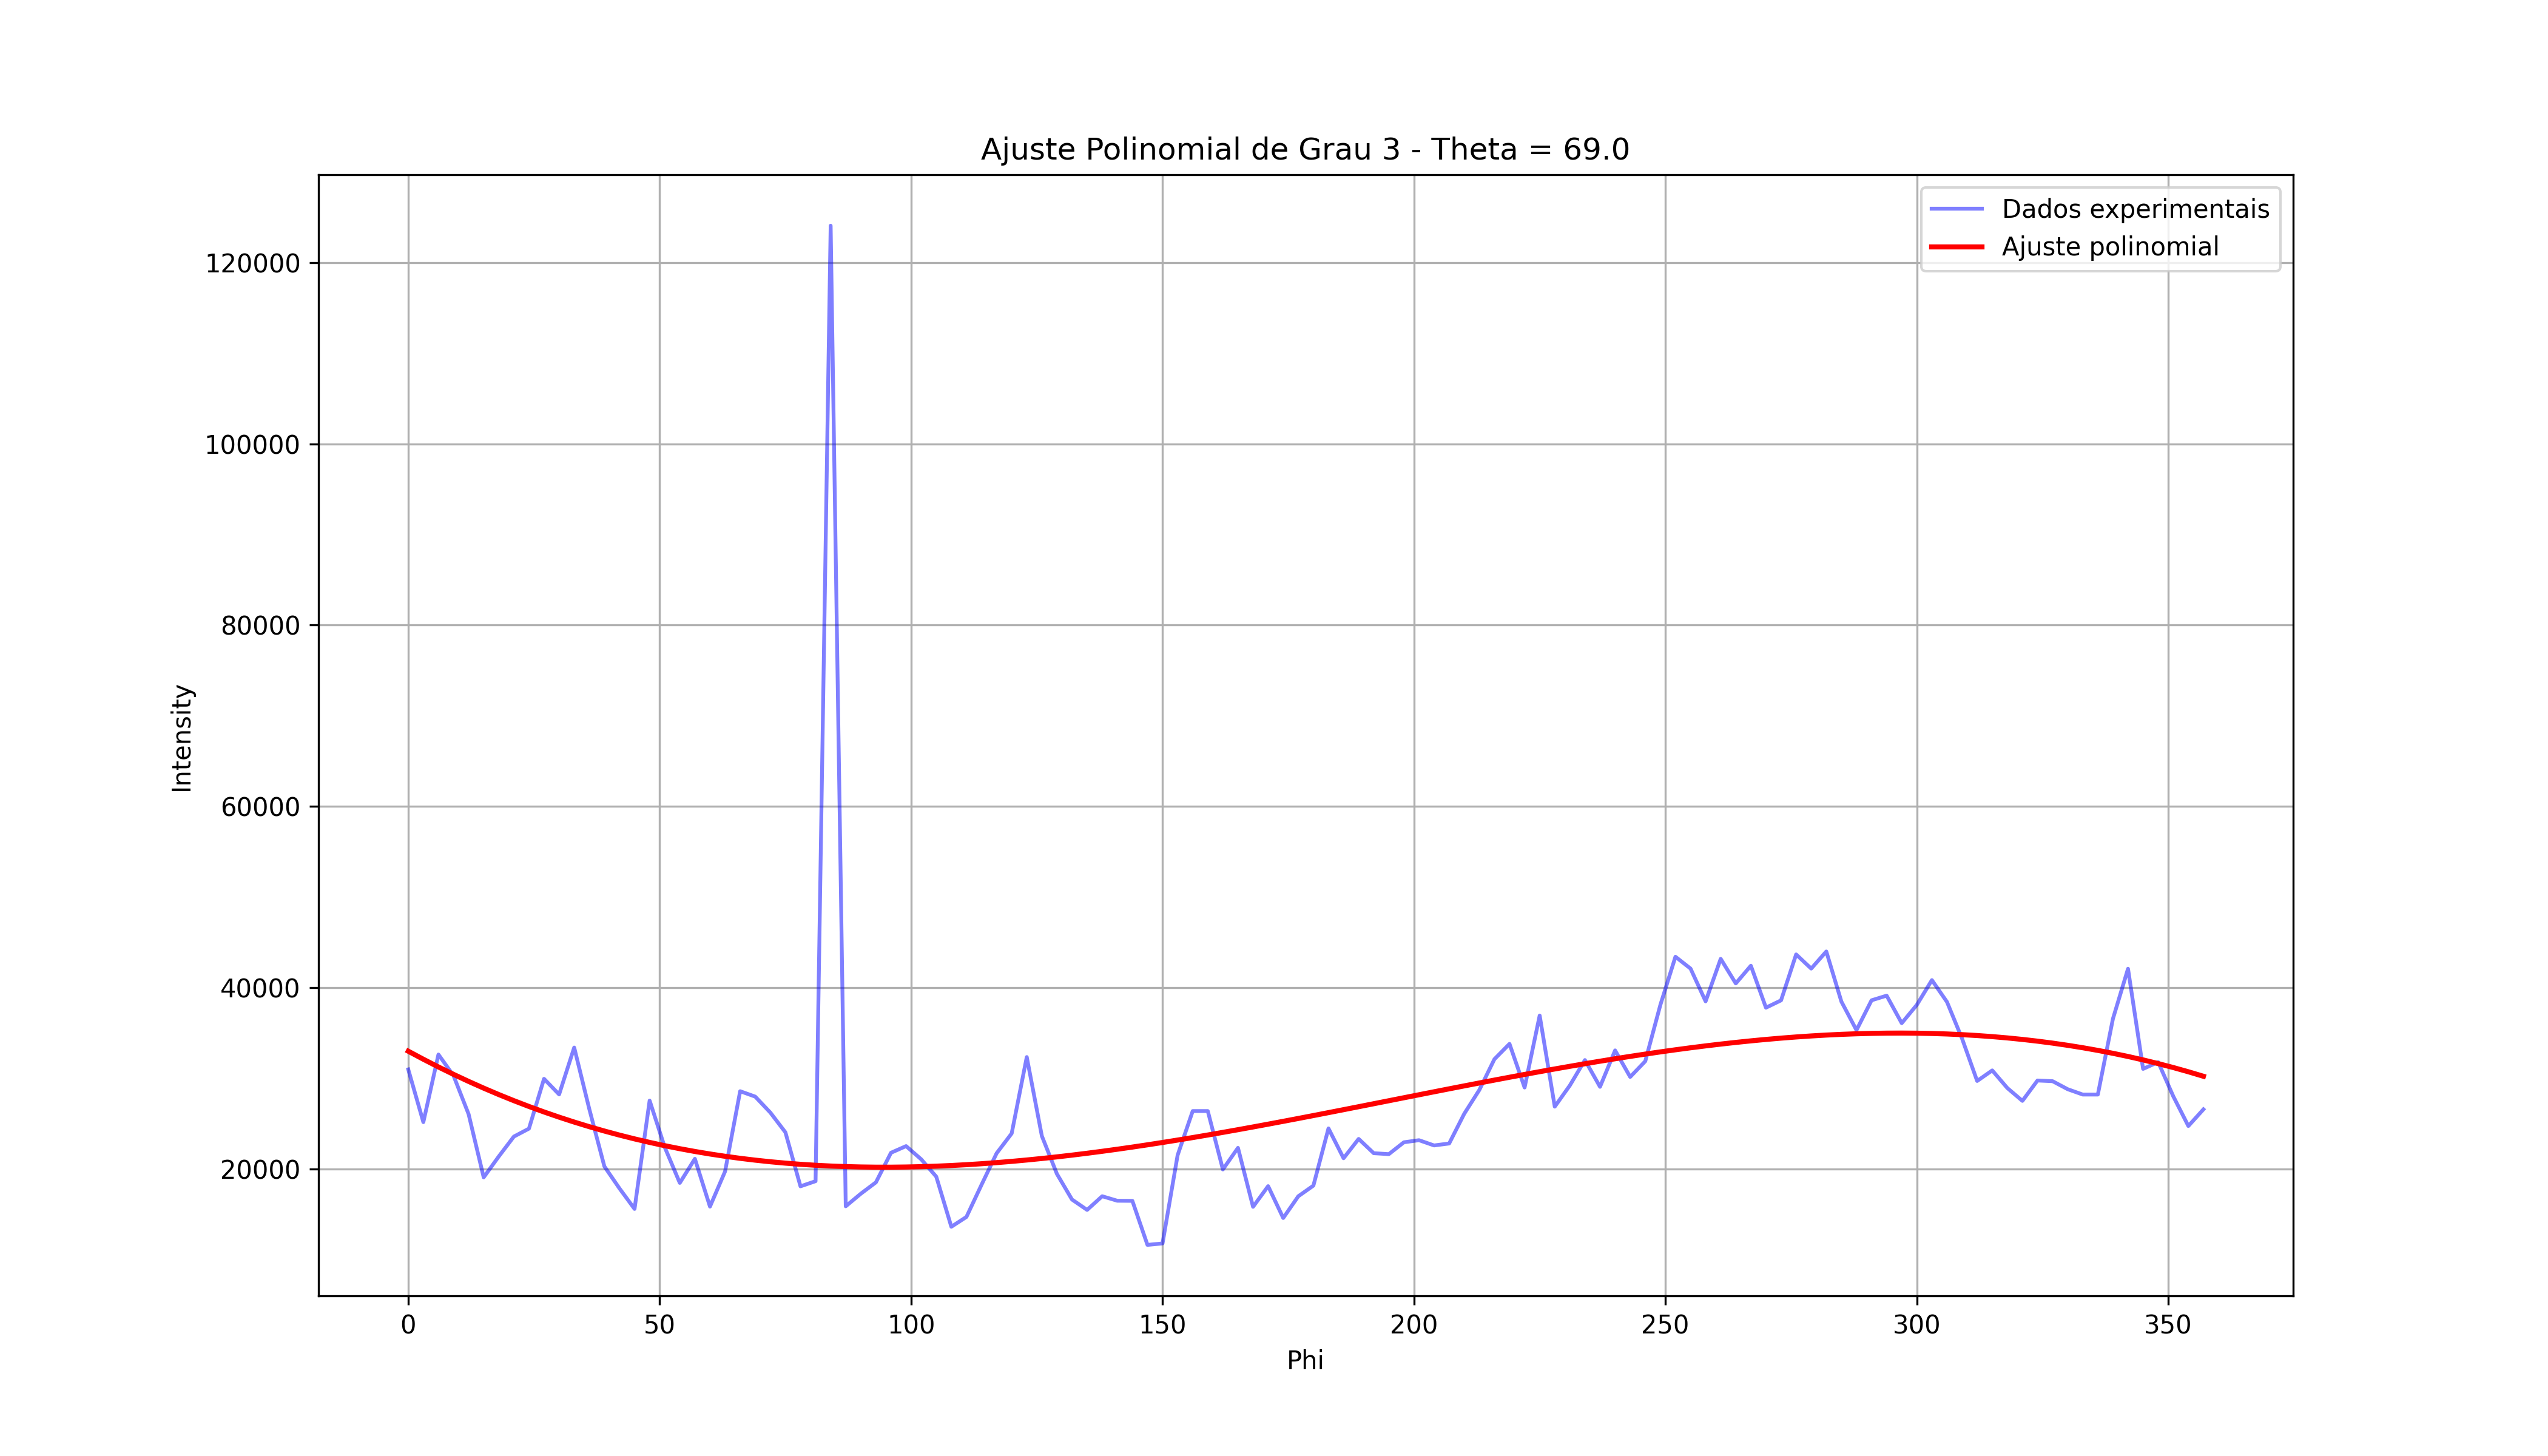 Ajuste Polinomial de Grau 3 - Theta = 69.0
Dados experimentais
Ajuste polinomial
120000
100000
80000
60000
40000
20000
Intensity
0 50 100 150 200 250 300 350
Phi